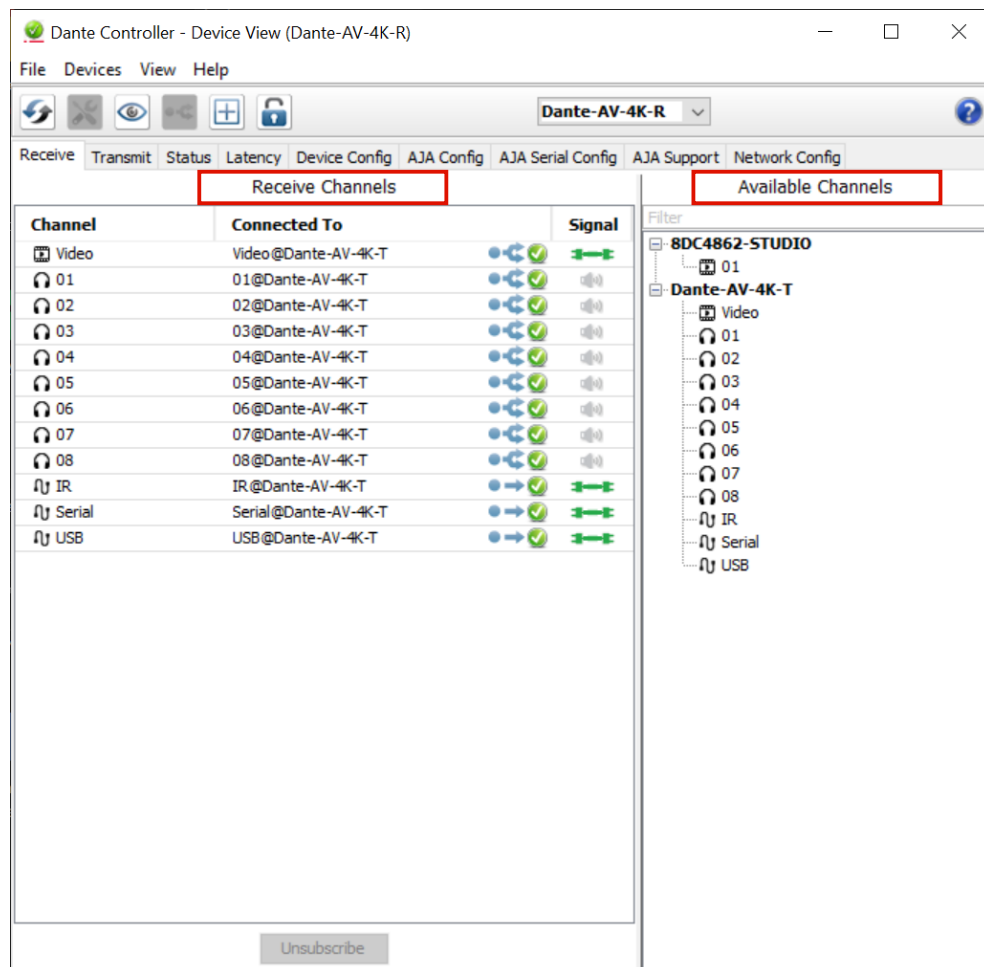 Dante Controller - Device View (Dante-AV-4K-R)
File Devices View Help
Dante-AV-4K-R
?
Receive Transmit Status Latency Device Config AJA Config AJA Serial Config AJA Support Network Config
Receive Channels
Channel Connected To Signal
Video Video@Dante-AV-4K-T
01 01@Dante-AV-4K-T
02 02@Dante-AV-4K-T
03 03@Dante-AV-4K-T
04 04@Dante-AV-4K-T
05 05@Dante-AV-4K-T
06 06@Dante-AV-4K-T
07 07@Dante-AV-4K-T
08 08@Dante-AV-4K-T
IR IR@Dante-AV-4K-T
Serial Serial@Dante-AV-4K-T
USB USB@Dante-AV-4K-T
Unsubscribe
Available Channels
Filter
8DC4862-STUDIO
01
Dante-AV-4K-T
Video
01
02
03
04
05
06
07
08
IR
Serial
USB